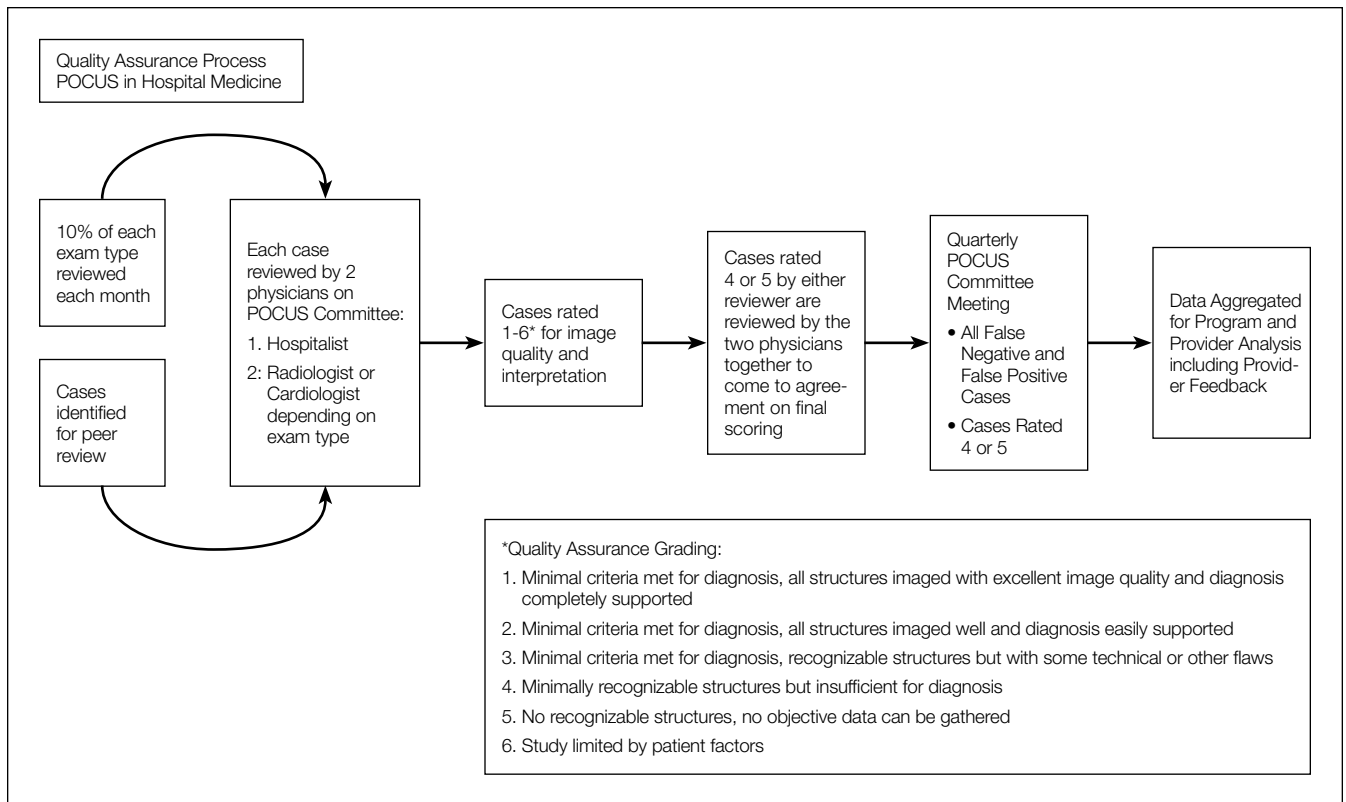 Quality Assurance Process
POCUS in Hospital Medicine
10% of each
exam type
reviewed
each month
Cases
identified
for peer
review
Each case
reviewed by 2
physicians on
POCUS Committee:
1. Hospitalist
2: Radiologist or
Cardiologist
depending on
exam type
Cases rated
1-6* for image
quality and
interpretation
Cases rated
4 or 5 by either
reviewer are
reviewed by the
two physicians
together to
come to agree-
ment on final
scoring
Quarterly
POCUS
Committee
Meeting
• All False
Negative and
False Positive
Cases
• Cases Rated
4 or 5
Data Aggregated
for Program and
Provider Analysis
including Provid-
er Feedback
*Quality Assurance Grading:
1. Minimal criteria met for diagnosis, all structures imaged with excellent image quality and diagnosis
completely supported
2. Minimal criteria met for diagnosis, all structures imaged well and diagnosis easily supported
3. Minimal criteria met for diagnosis, recognizable structures but with some technical or other flaws
4. Minimally recognizable structures but insufficient for diagnosis
5. No recognizable structures, no objective data can be gathered
6. Study limited by patient factors